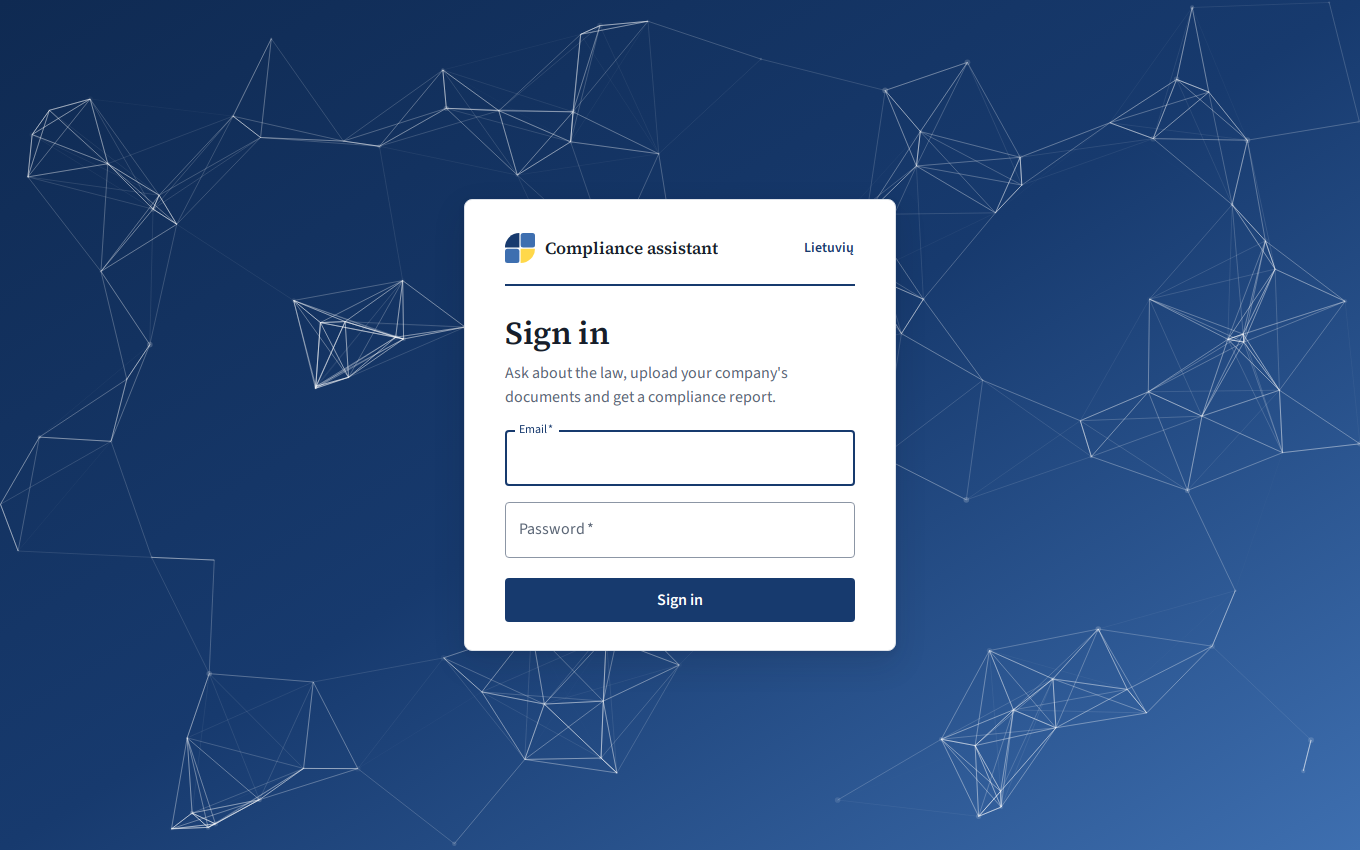 Compliance assistant
Lietuvių
Sign in
Ask about the law, upload your company's
documents and get a compliance report.
Email *
Password *
Sign in